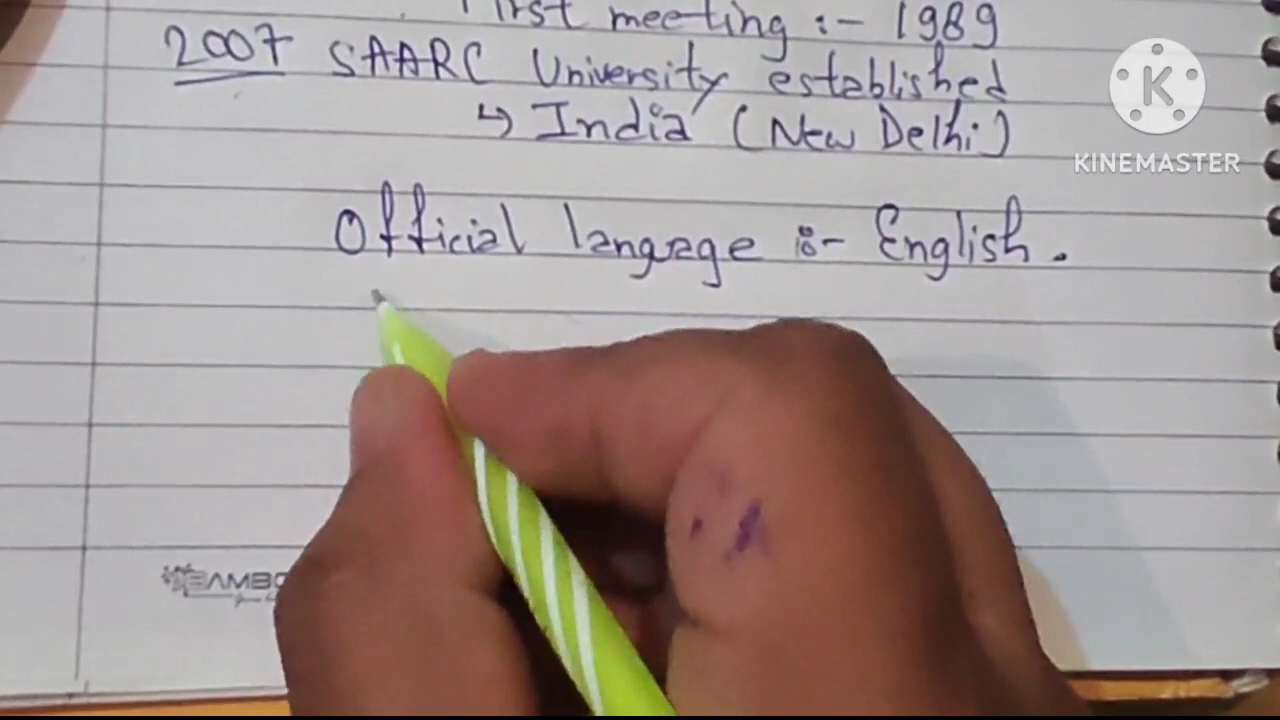 First meeting :- 1989
2007 SAARC University established
↳ India (New Delhi)
Official langage :- English.
K
KINEMASTER